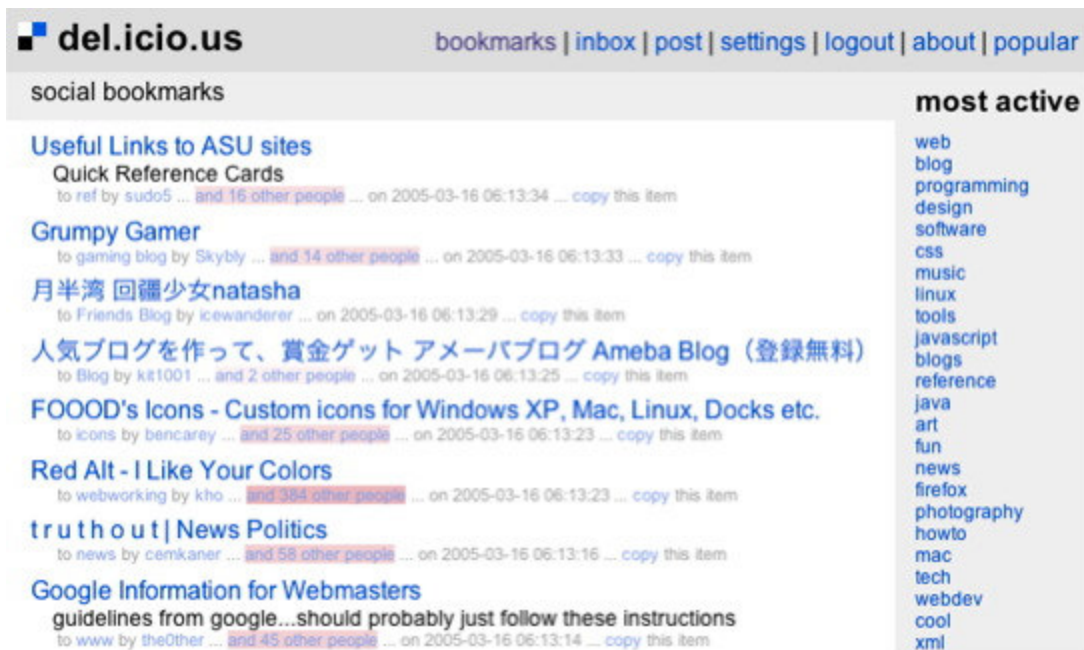 del.icio.us
bookmarks | inbox | post | settings | logout | about | popular
social bookmarks
Useful Links to ASU sites
Quick Reference Cards
to ref by sudo5 ... and 16 other people ... on 2005-03-16 06:13:34 ... copy this item
Grumpy Gamer
to gaming blog by Skybly ... and 14 other people ... on 2005-03-16 06:13:33 ... copy this item
月半湾 回疆少女natasha
to Friends Blog by icewanderer ... on 2005-03-16 06:13:29 ... copy this item
人気ブログを作って、賞金ゲット アメーバブログ Ameba Blog（登録無料）
to Blog by kit1001 ... and 2 other people ... on 2005-03-16 06:13:25 ... copy this item
FOOOD's Icons - Custom icons for Windows XP, Mac, Linux, Docks etc.
to icons by bencarey ... and 25 other people ... on 2005-03-16 06:13:23 ... copy this item
Red Alt - I Like Your Colors
to webworking by kho ... and 384 other people ... on 2005-03-16 06:13:23 ... copy this item
t r u t h o u t | News Politics
to news by cemkaner ... and 58 other people ... on 2005-03-16 06:13:16 ... copy this item
Google Information for Webmasters
guidelines from google...should probably just follow these instructions
to www by the0ther ... and 45 other people ... on 2005-03-16 06:13:14 ... copy this item
most active
web
blog
programming
design
software
css
music
linux
tools
javascript
blogs
reference
java
art
fun
news
firefox
photography
howto
mac
tech
webdev
cool
xml